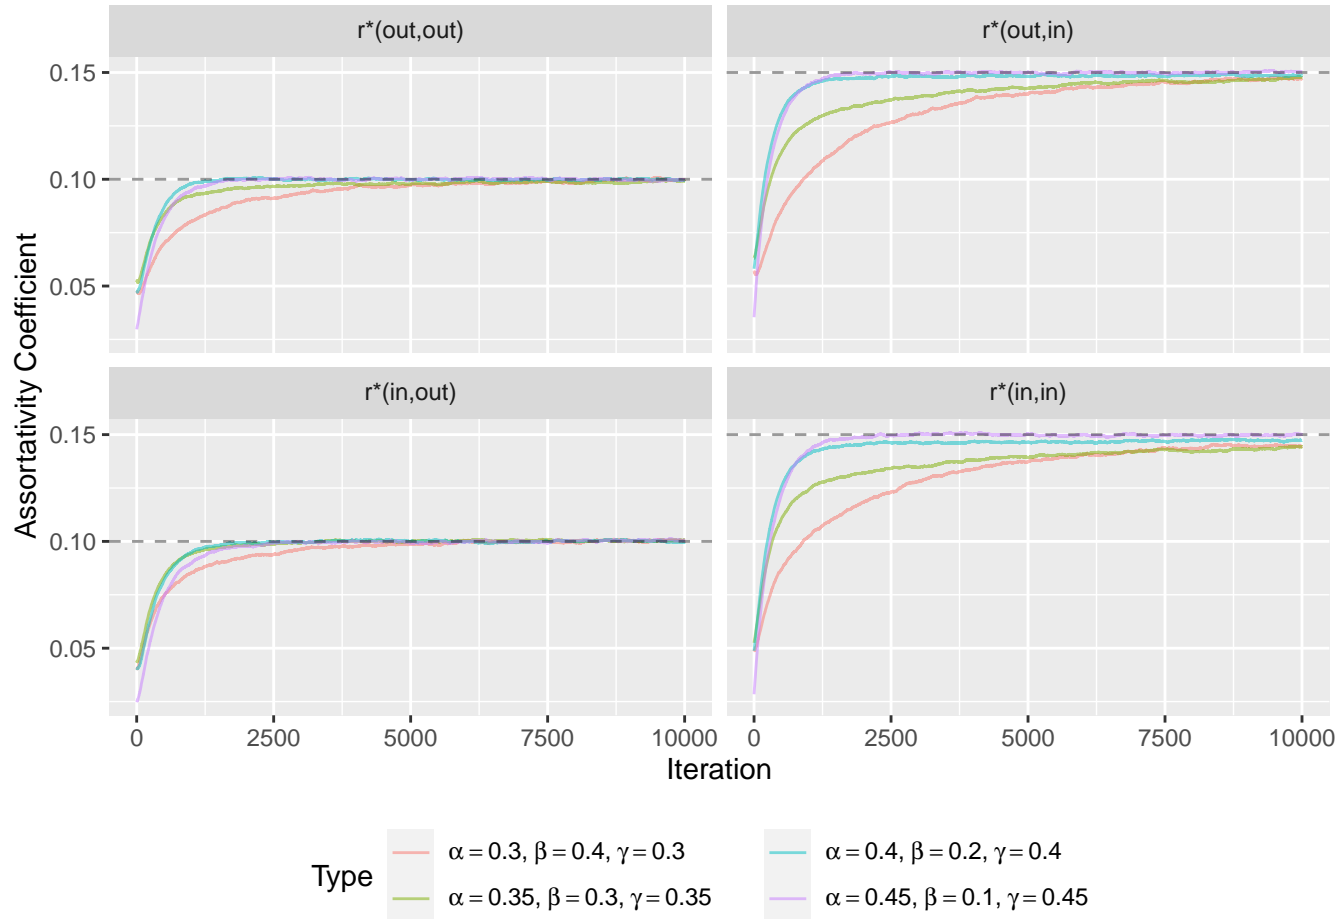 r*(out,out)
r*(out,in)
0.15
0.10
0.05
r*(in,out)
r*(in,in)
0.15
0.10
0.05
Assortativity Coefficient
0 2500 5000 7500 10000
0 2500 5000 7500 10000
Iteration
Type
α = 0.3, β = 0.4, γ = 0.3
α = 0.35, β = 0.3, γ = 0.35
α = 0.4, β = 0.2, γ = 0.4
α = 0.45, β = 0.1, γ = 0.45